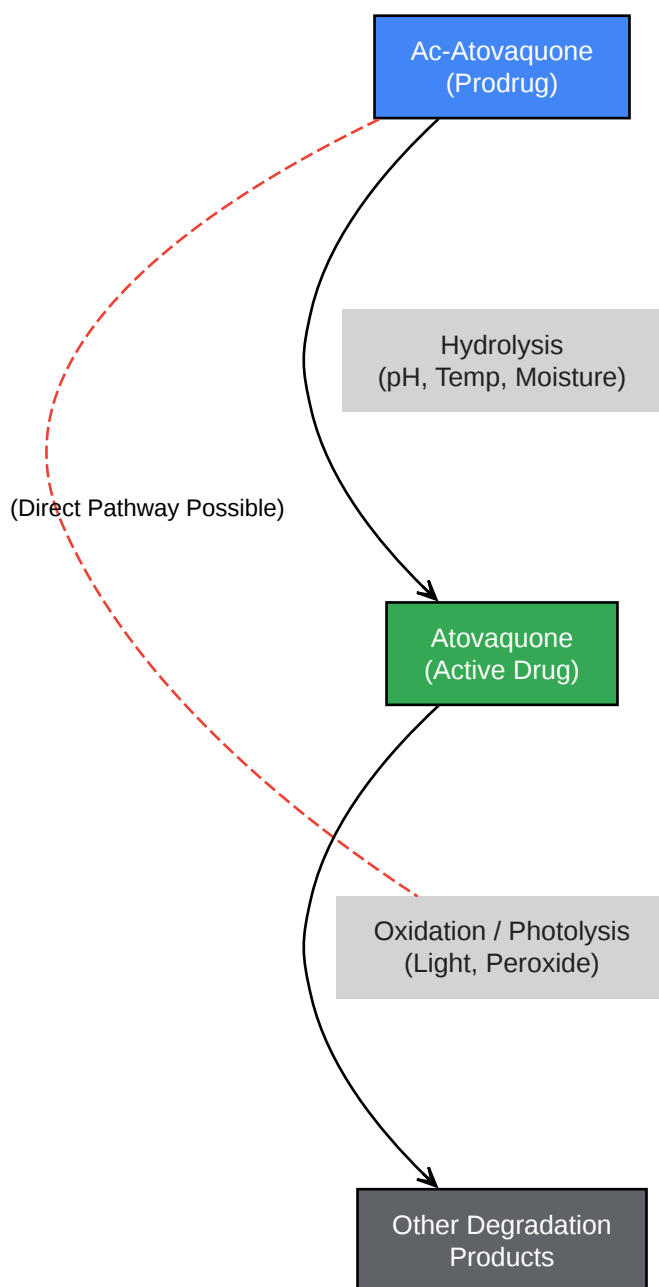 Ac-Atovaquone
(Prodrug)
Hydrolysis
(pH, Temp, Moisture)
(Direct Pathway Possible)
Atovaquone
(Active Drug)
Oxidation / Photolysis
(Light, Peroxide)
Other Degradation
Products